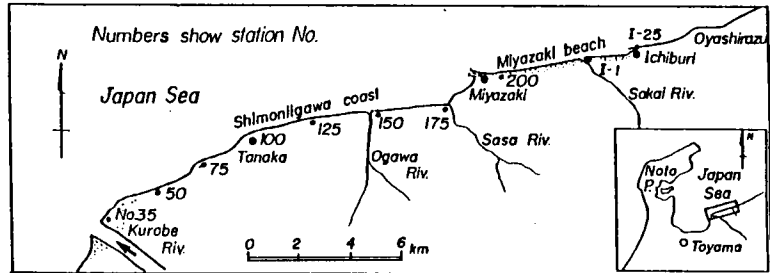 Numbers show station No.
N
Japan Sea
Shimoniigawa coast
Miyazaki beach
I-25
Oyashirazu
Ichiburi
I-1
200
Miyazaki
Sakai Riv.
175
Sasa Riv.
150
125
Ogawa
Riv.
100
Tanaka
75
50
No.35
Kurobe
Riv.
0 2 4 6
km
N
Noto
P.
Japan
Sea
Toyama